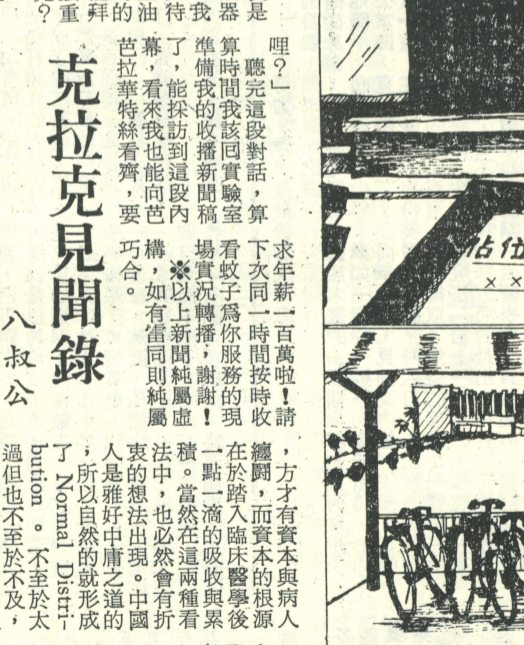 是
器
我
待
油
的
拜
重
？
哩？」
聽完這段對話，算
算時間我該回實驗室
準備我的收播新聞稿
了，能採訪到這段內
幕，看來我也能向芭
芭拉華特絲看齊，要
求年薪一百萬啦！請
下次同一時間按時收
看蚊子爲你服務的現
場實況轉播，謝謝！
※以上新聞純屬虛
構，如有雷同則純屬
巧合。
克拉克見聞錄
八叔公
，方才有資本與病人
纏鬪，而資本的根源
在於踏入臨床醫學後
一點一滴的吸收與累
積。當然在這兩種看
法中，也必然會有折
衷的想法出現。中國
人是雅好中庸之道的
，所以自然的就形成
了 Normal Distri-
bution 。不至於太
過但也不至於不及，
佔位
××